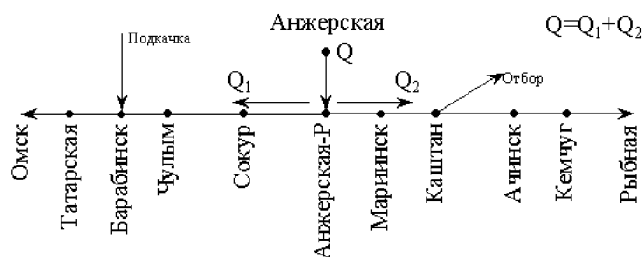 Анжерская
Q=Q₁+Q₂
Подкачка
Q
Q₁
Q₂
Отбор
Омск
Татарская
Барабинск
Чулым
Сокур
Анжерская-Р
Мариинск
Каштан
Ачинск
Кемчуг
Рыбная